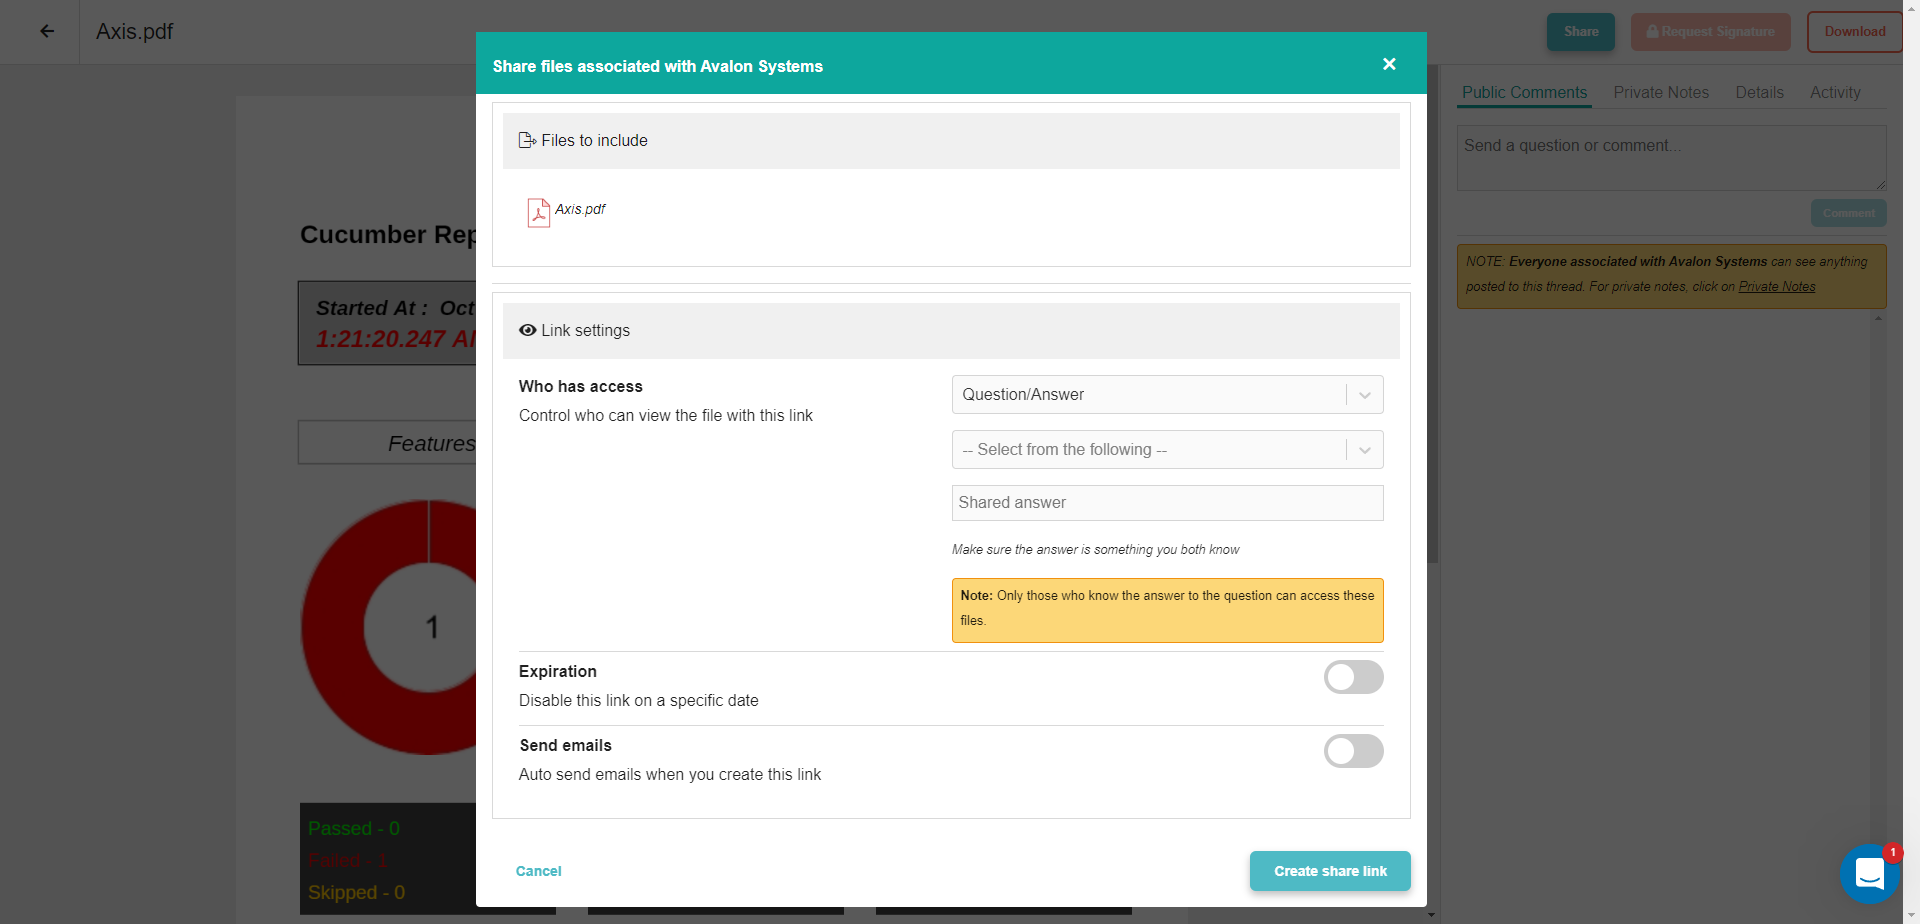 Axis.pdf
Share
Request Signature
Download
Share files associated with Avalon Systems
Files to include
Axis.pdf
Link settings
Who has access
Control who can view the file with this link
Question/Answer
-- Select from the following --
Shared answer
Make sure the answer is something you both know
Note: Only those who know the answer to the question can access these
files.
Expiration
Disable this link on a specific date
Send emails
Auto send emails when you create this link
Cancel
Create share link
Cucumber Rep
Started At : Oct
1:21:20.247 AM
Features
1
Passed - 0
Failed - 1
Skipped - 0
Public Comments
Private Notes
Details
Activity
Send a question or comment...
Comment
NOTE: Everyone associated with Avalon Systems can see anything
posted to this thread. For private notes, click on Private Notes
1